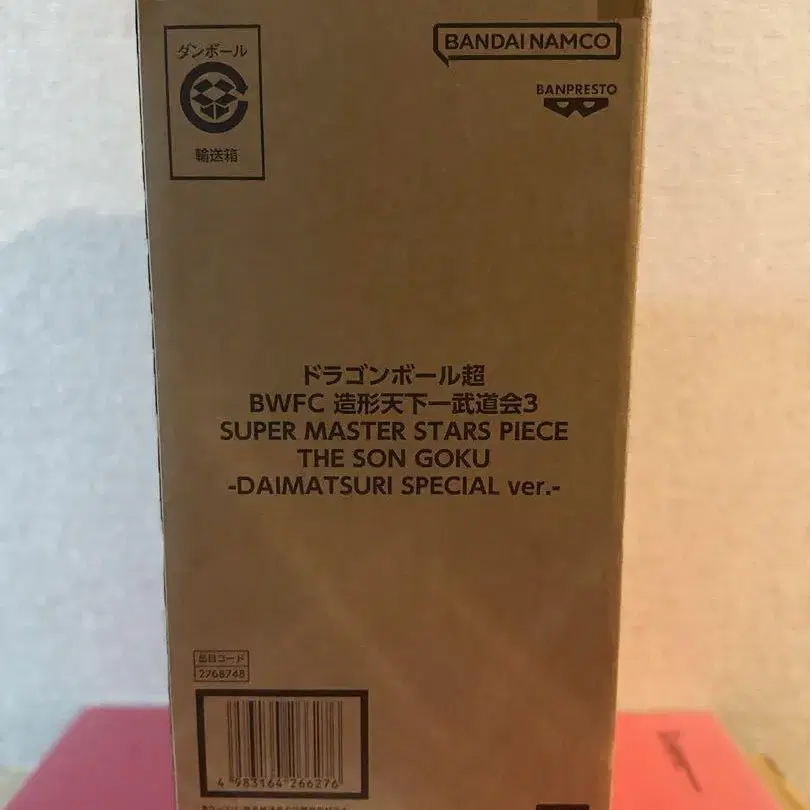 ダンボール
輸送箱
BANDAI NAMCO
BANPRESTO
ドラゴンボール超
BWFC 造形天下一武道会3
SUPER MASTER STARS PIECE
THE SON GOKU
-DAIMATSURI SPECIAL ver.-
品目コード
2768748
4 983164 266276